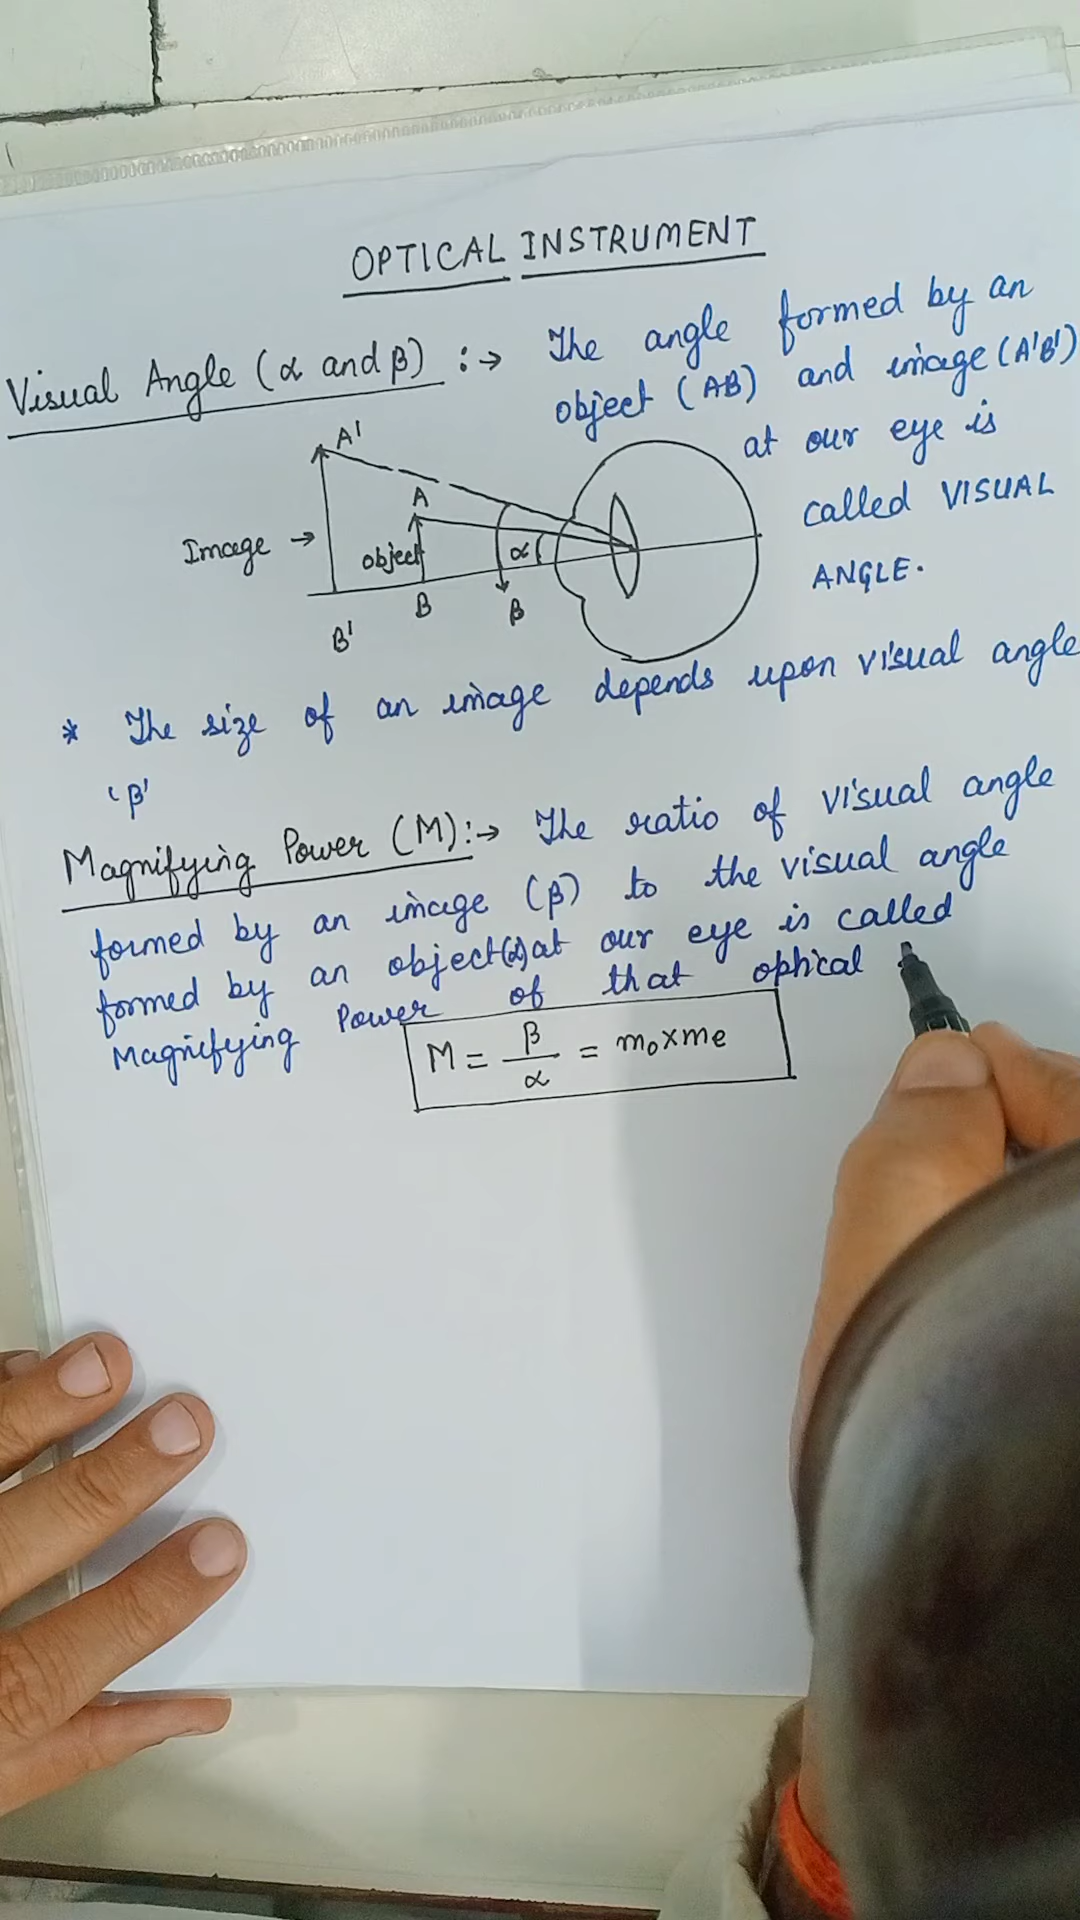 OPTICAL INSTRUMENT
Visual Angle (α and β) :→ The angle formed by an
object (AB) and image (A'B')
at our eye is
called VISUAL
ANGLE.
A'
A
Image →
object
α
B
β
B'
* The size of an image depends upon visual angle
'β'
Magnifying Power (M):→ The ratio of visual angle
formed by an image (β) to the visual angle
formed by an object(α)at our eye is called
Magnifying Power of that optical
M = β/α = m₀xme